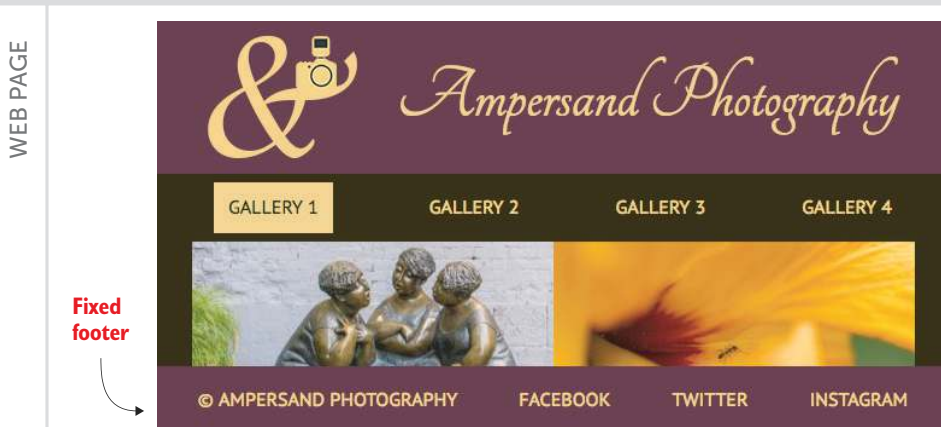 WEB PAGE
& Ampersand Photography
GALLERY 1 GALLERY 2 GALLERY 3 GALLERY 4
Fixed
footer
© AMPERSAND PHOTOGRAPHY FACEBOOK TWITTER INSTAGRAM